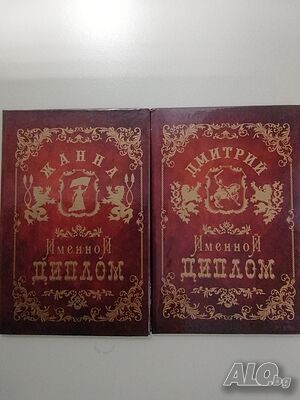 ЖАННА
Именной
ДИПЛОМ
ДМИТРИЙ
Именной
ДИПЛОМ
ALO.bg